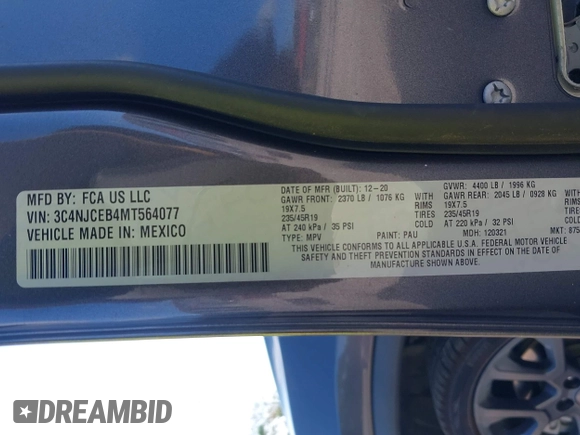 MFD BY: FCA US LLC
VIN: 3C4NJCEB4MT564077
VEHICLE MADE IN: MEXICO
DATE OF MFR (BUILT): 12-20
GVWR: 4400 LB / 1996 KG
GAWR FRONT: 2370 LB / 1076 KG WITH
19X7.5 RIMS
235/45R19 TIRES
AT 240 kPa / 35 PSI COLD
GAWR REAR: 2045 LB / 0928 KG WITH
19X7.5 RIMS
235/45R19 TIRES
AT 220 kPa / 32 PSI COLD
TYPE: MPV PAINT: PAU MDH: 120321 MKT: 875
THIS VEHICLE CONFORMS TO ALL APPLICABLE U.S.A. FEDERAL MOTOR VEHICLE
SAFETY AND THEFT PREVENTION STANDARDS IN EFFECT ON THE DATE OF
MANUFACTURE SHOWN ABOVE.
DREAMBID